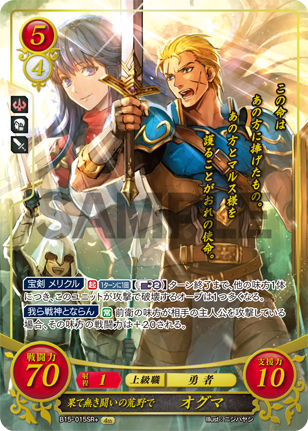 5
4
この命は
あの方に捧げたもの。
あの方とマルス様を
護ることがおれの使命。
SAMPLE
宝剣 メリクル 起 1ターンに1回 ターン終了まで、他の味方1体
につき、このユニットが攻撃で破壊するオーブは1つ多くなる。
我ら戦神とならん 常 前衛の味方が相手の主人公を攻撃している
場合、その味方の戦闘力は+20される。
戦闘力
70
射程 1 上級職 勇者
支援力
10
果て無き闘いの荒野で オグマ
B15-015SR+